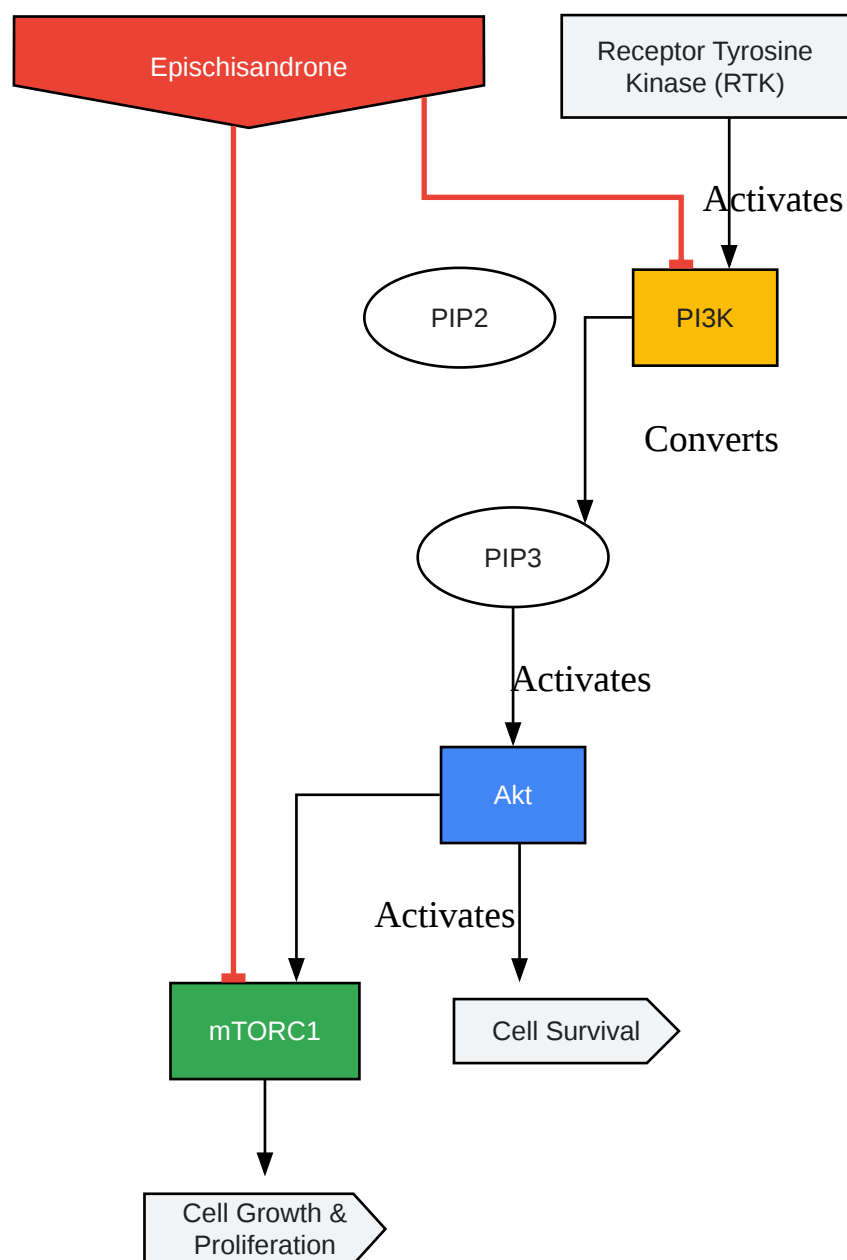 Epischisandrone
Receptor Tyrosine
Kinase (RTK)
Activates
PIP2
PI3K
Converts
PIP3
Activates
Akt
Activates
mTORC1
Cell Survival
Cell Growth &
Proliferation